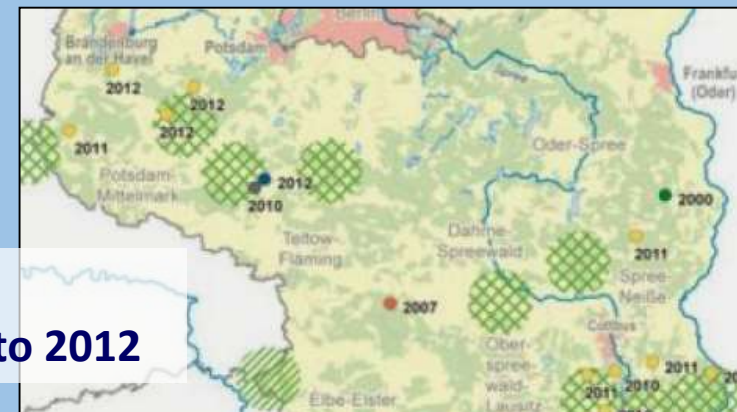 Berlin
Brandenburg
an der Havel
Potsdam
Spree
Frankfu
(Oder)
2012
2012
2012
2011
Oder-Spree
Potsdam-
Mittelmark
2012
2010
2000
Teltow-
Fläming
Dahme-
Spreewald
2011
Spree-
Neiße
2007
to 2012
Cottbus
Ober-
spree-
wald-
Lausitz
Elbe-Elster
2011
2010
2011